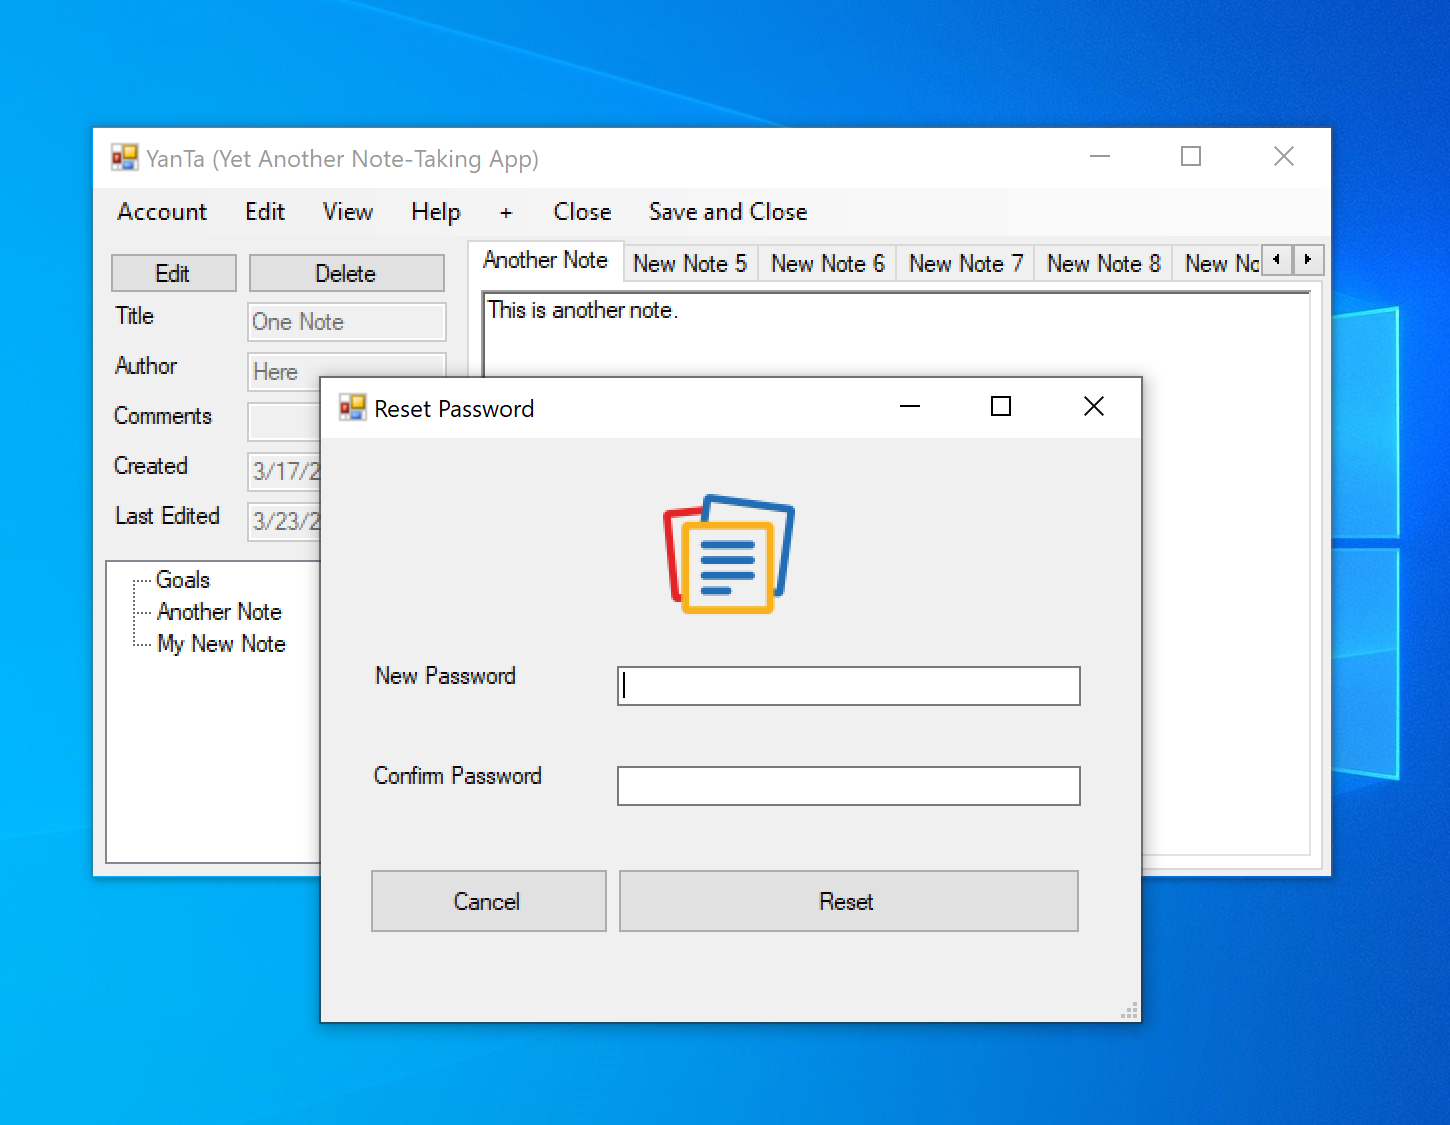 YanTa (Yet Another Note-Taking App)
Account Edit View Help + Close Save and Close
Edit Delete
Title One Note
Author Here
Comments
Created 3/17/2
Last Edited 3/23/2
Goals
Another Note
My New Note
Another Note New Note 5 New Note 6 New Note 7 New Note 8 New No
This is another note.
Reset Password
New Password
Confirm Password
Cancel Reset